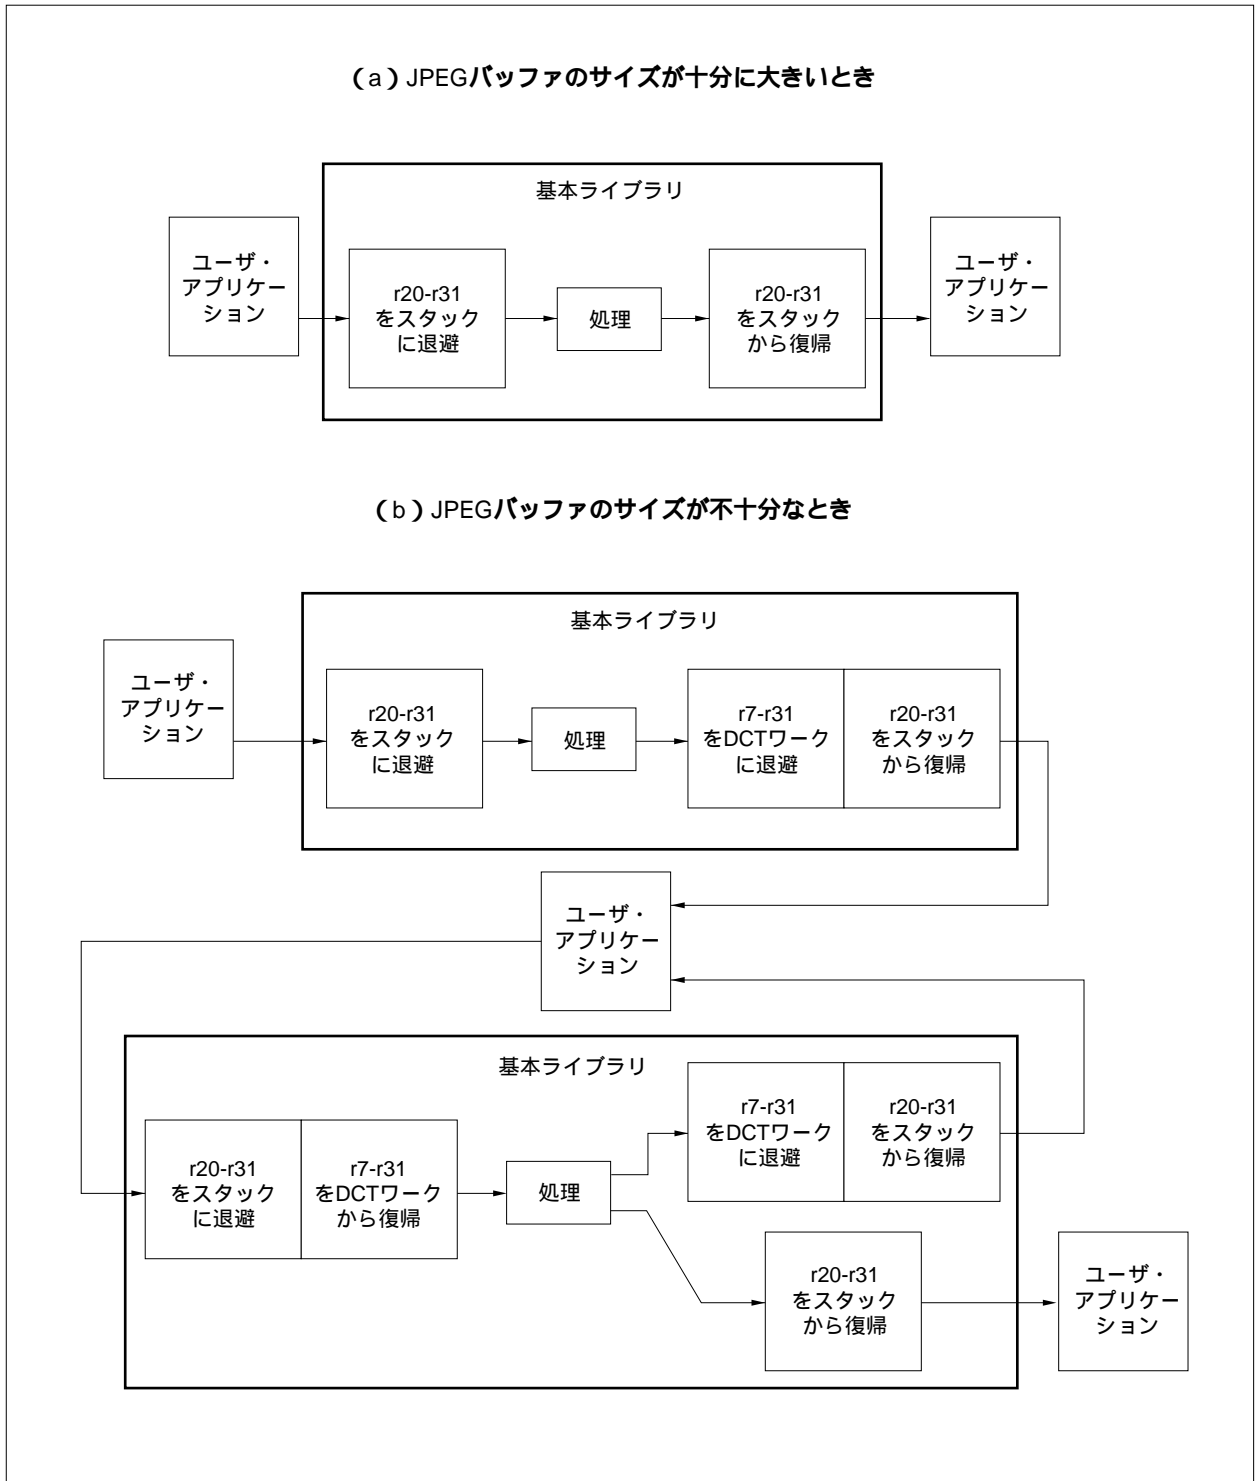 (a)JPEGバッファのサイズが十分に大きいとき
基本ライブラリ
ユーザ・
アプリケー
ション
r20-r31
をスタック
に退避
処理
r20-r31
をスタック
から復帰
ユーザ・
アプリケー
ション
(b)JPEGバッファのサイズが不十分なとき
基本ライブラリ
ユーザ・
アプリケー
ション
r20-r31
をスタック
に退避
処理
r7-r31
をDCTワーク
に退避
r20-r31
をスタック
から復帰
ユーザ・
アプリケー
ション
基本ライブラリ
r20-r31
をスタック
に退避
r7-r31
をDCTワーク
から復帰
処理
r7-r31
をDCTワーク
に退避
r20-r31
をスタック
から復帰
r20-r31
をスタック
から復帰
ユーザ・
アプリケー
ション